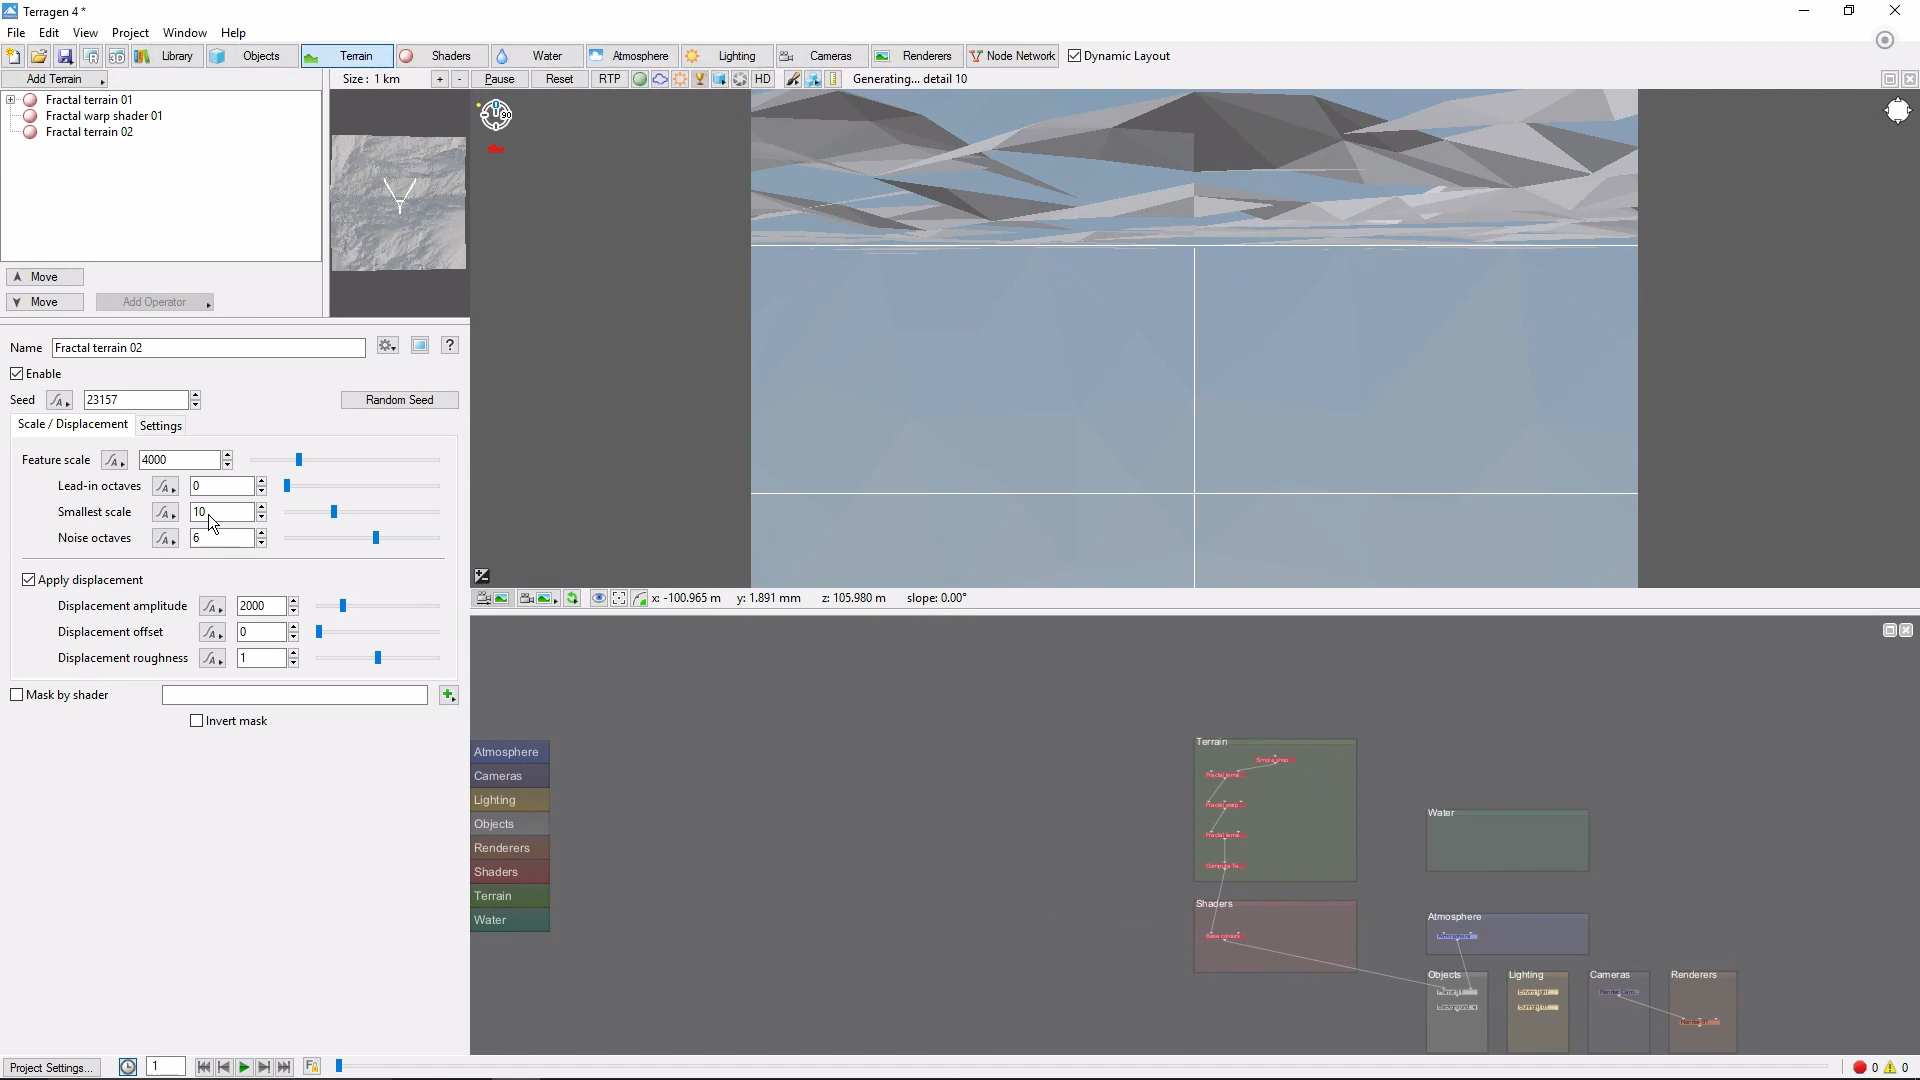 Terragen 4 *
File Edit View Project Window Help
Library Objects Terrain Shaders Water Atmosphere Lighting Cameras Renderers Node Network Dynamic Layout
Add Terrain Size : 1 km + - Pause Reset RTP HD Generating... detail 10
Fractal terrain 01
Fractal warp shader 01
Fractal terrain 02
Move
Move Add Operator
Name Fractal terrain 02 ?
Enable
Seed 23157 Random Seed
Scale / Displacement Settings
Feature scale 4000
Lead-in octaves 0
Smallest scale 10
Noise octaves 6
Apply displacement
Displacement amplitude 2000
Displacement offset 0
Displacement roughness 1
Mask by shader
Invert mask
x: -100.965 m y: 1.891 mm z: 105.980 m slope: 0.00°
Atmosphere
Cameras
Lighting
Objects
Renderers
Shaders
Terrain
Water
Terrain
Water
Shaders
Atmosphere
Objects Lighting Cameras Renderers
Project Settings... 1 0 0